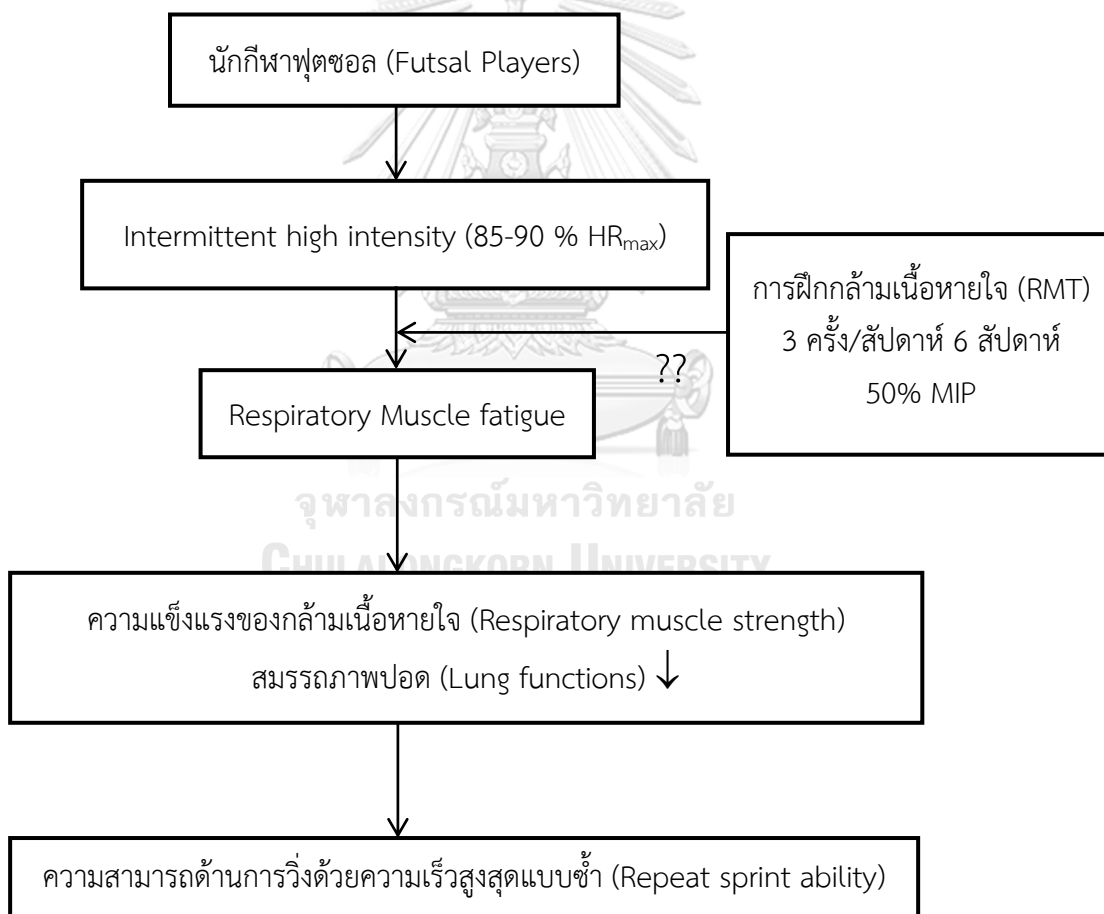 นักกีฬาฟุตซอล (Futsal Players)
Intermittent high intensity (85-90 % HRmax)
การฝึกกล้ามเนื้อหายใจ (RMT)
3 ครั้ง/สัปดาห์ 6 สัปดาห์
50% MIP
??
Respiratory Muscle fatigue
จุฬาลงกรณ์มหาวิทยาลัย
CHULALONGKORN UNIVERSITY
ความแข็งแรงของกล้ามเนื้อหายใจ (Respiratory muscle strength)
สมรรถภาพปอด (Lung functions) ↓
ความสามารถด้านการวิ่งด้วยความเร็วสูงสุดแบบซ้ำ (Repeat sprint ability)